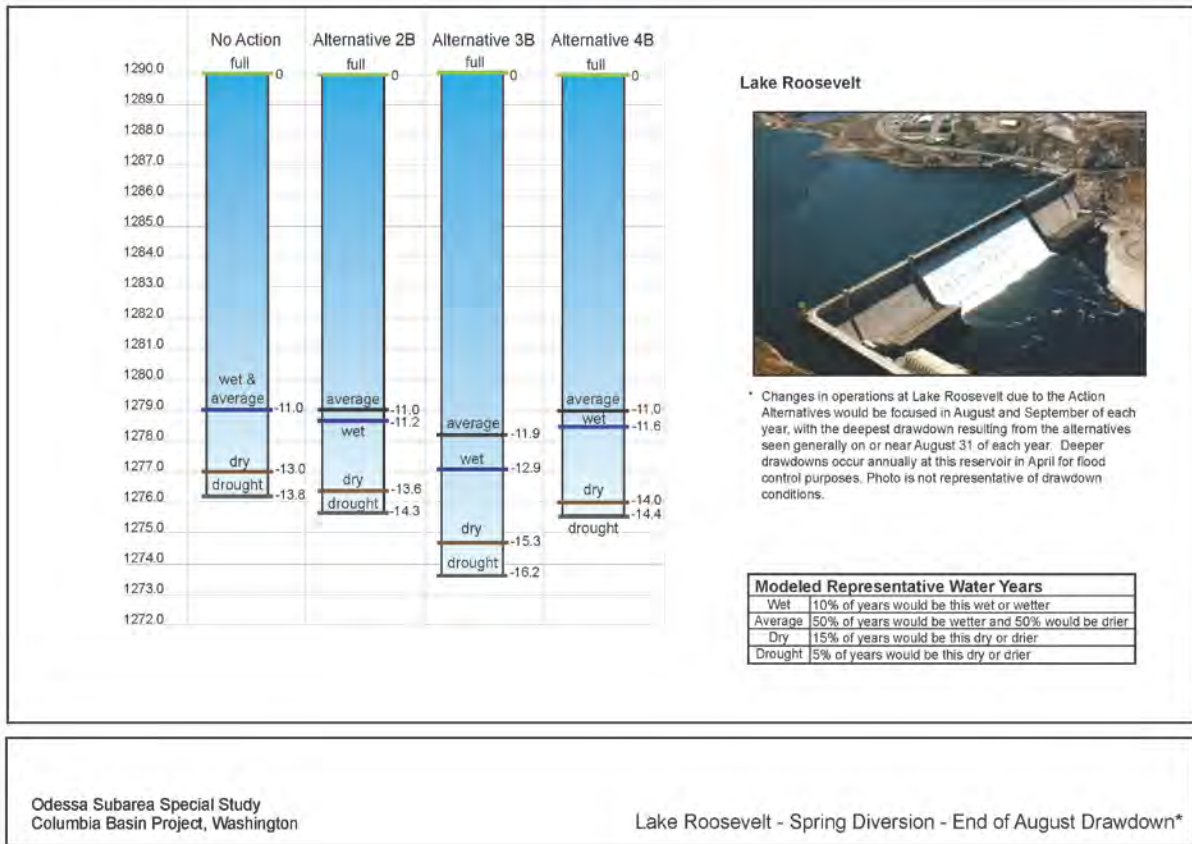 No Action Alternative 2B Alternative 3B Alternative 4B
full full full full
1290.0 0 0 0 0
1289.0
1288.0
1287.0
1286.0
1285.0
1284.0
1283.0
1282.0
1281.0
1280.0
1279.0
1278.0
1277.0
1276.0
1275.0
1274.0
1273.0
1272.0
wet &
average
-11.0
dry
-13.0
drought
-13.8
average
-11.0
-11.2
wet
dry
-13.6
drought
-14.3
average
-11.9
wet
-12.9
dry
-15.3
drought
-16.2
average
-11.0
wet
-11.6
dry
-14.0
-14.4
drought
Lake Roosevelt
* Changes in operations at Lake Roosevelt due to the Action
Alternatives would be focused in August and September of each
year, with the deepest drawdown resulting from the alternatives
seen generally on or near August 31 of each year. Deeper
drawdowns occur annually at this reservoir in April for flood
control purposes. Photo is not representative of drawdown
conditions.
Modeled Representative Water Years
Wet 10% of years would be this wet or wetter
Average 50% of years would be wetter and 50% would be drier
Dry 15% of years would be this dry or drier
Drought 5% of years would be this dry or drier
Odessa Subarea Special Study
Columbia Basin Project, Washington
Lake Roosevelt - Spring Diversion - End of August Drawdown*